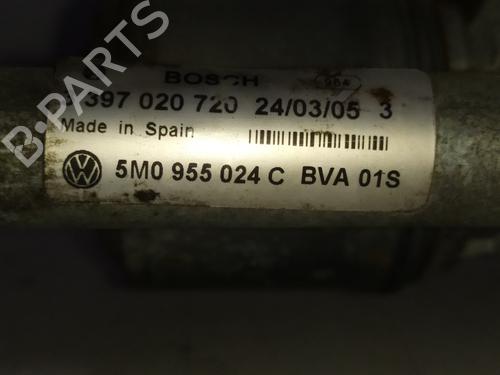 BOSCH
397 020 720 24/03/05 3
Made in Spain
5M0 955 024 C BVA 01S
B-PARTS